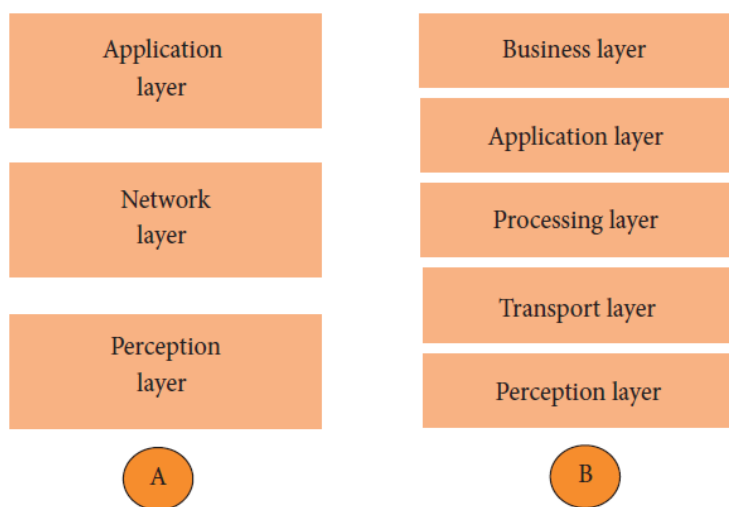 Application
layer
Network
layer
Perception
layer
A
Business layer
Application layer
Processing layer
Transport layer
Perception layer
B